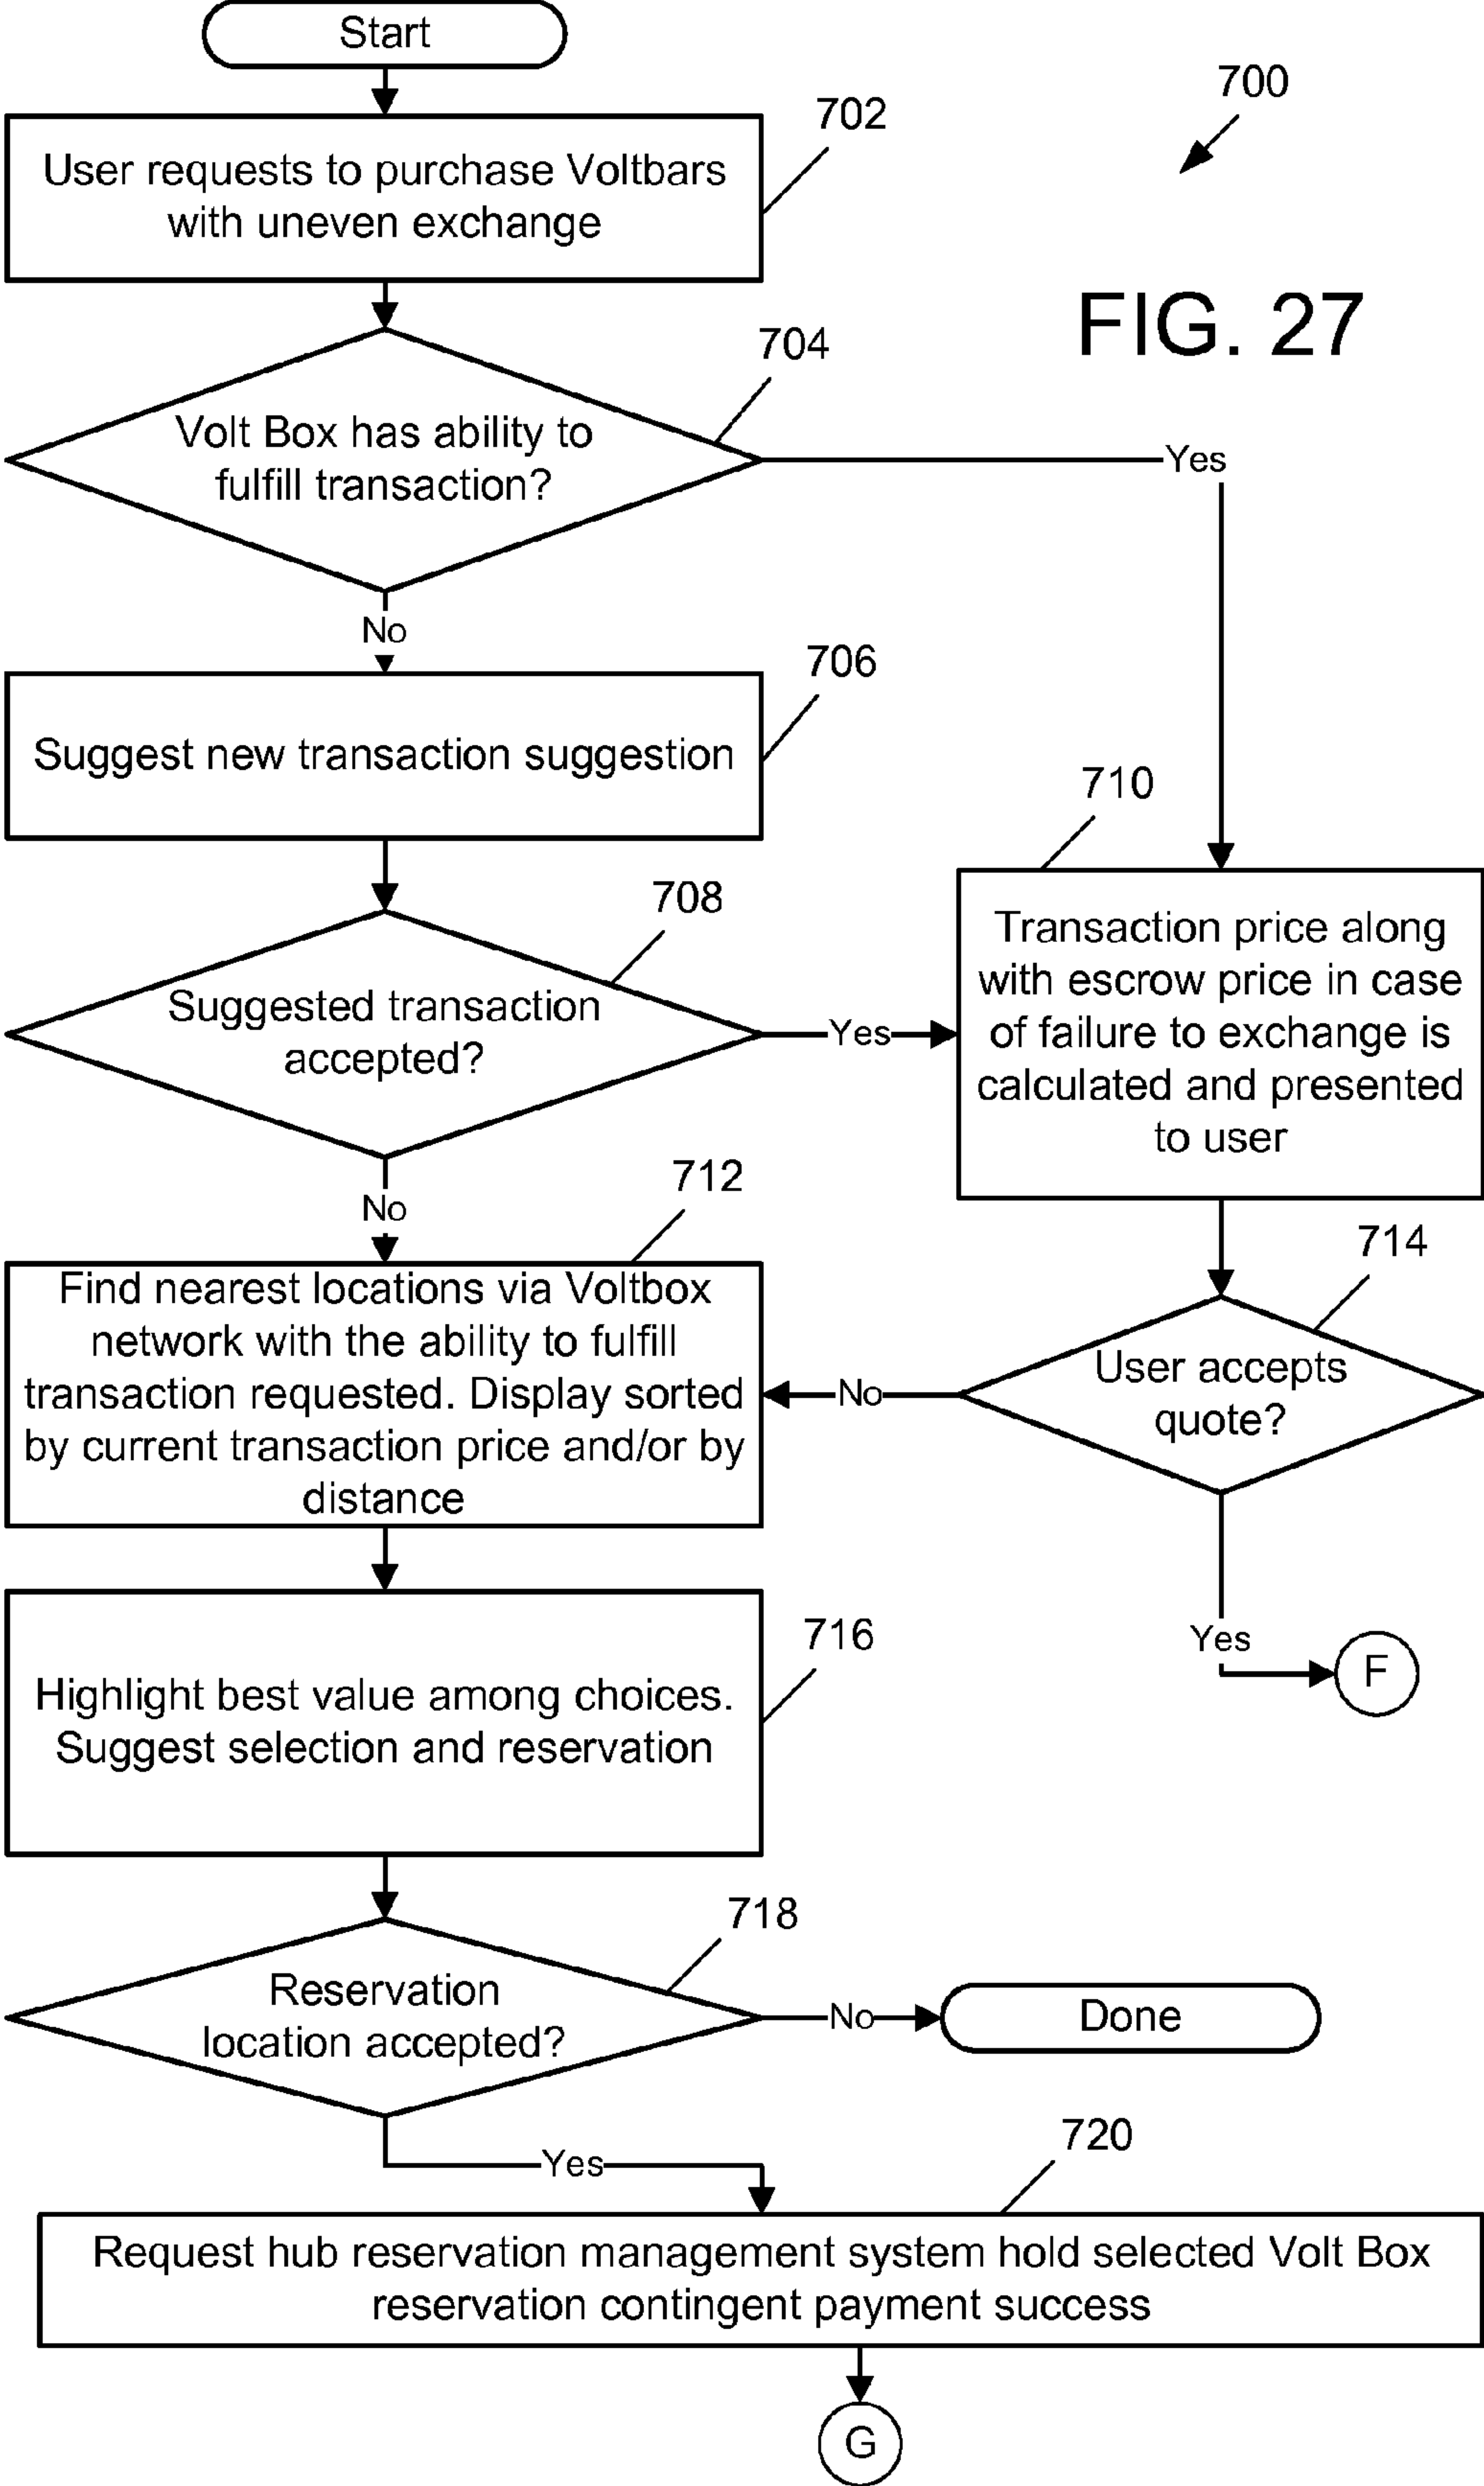 Start
700
702
User requests to purchase Voltbars
with uneven exchange
FIG. 27
704
Volt Box has ability to
fulfill transaction?
Yes
No
706
Suggest new transaction suggestion
710
708
Transaction price along
with escrow price in case
of failure to exchange is
calculated and presented
to user
Suggested transaction
accepted?
Yes
No
712
714
Find nearest locations via Voltbox
network with the ability to fulfill
transaction requested. Display sorted
by current transaction price and/or by
distance
User accepts
quote?
No
Yes
F
716
Highlight best value among choices.
Suggest selection and reservation
718
Reservation
location accepted?
No
Done
Yes
720
Request hub reservation management system hold selected Volt Box
reservation contingent payment success
G